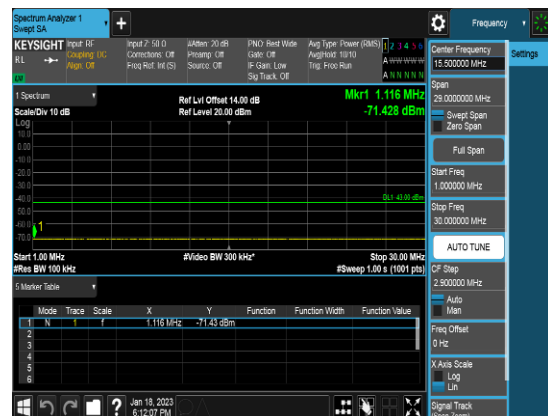 Spectrum Analyzer 1
Swept SA
+
Frequency
KEYSIGHT
RL
Input: RF
Coupling: DC
Align: Off
Input Z: 50 Ω
Corrections: Off
Freq Ref: Int (S)
#Atten: 20 dB
Preamp: Off
Source: Off
PNO: Best Wide
Gate: Off
IF Gain: Low
Sig Track: Off
Avg Type: Power (RMS)
Avg|Hold: 10/10
Trig: Free Run
1 2 3 4 5 6
A W W W W W
A N N N N N
LXI
1 Spectrum
Scale/Div 10 dB
Log
Ref Lvl Offset 14.00 dB
Ref Level 20.00 dBm
Mkr1 1.116 MHz
-71.428 dBm
10.0
0.00
-10.0
-20.0
-30.0
-40.0
-50.0
-60.0
-70.0
DL1 -43.00 dBm
1
Start 1.00 MHz
#Res BW 100 kHz
#Video BW 300 kHz*
Stop 30.00 MHz
#Sweep 1.00 s (1001 pts)
5 Marker Table
Mode Trace Scale X Y Function Function Width Function Value
1 N 1 f 1.116 MHz -71.43 dBm
2
3
4
5
6
Jan 18, 2023
6:12:07 PM
Center Frequency
15.500000 MHz
Settings
Span
29.0000000 MHz
Swept Span
Zero Span
Full Span
Start Freq
1.000000 MHz
Stop Freq
30.000000 MHz
AUTO TUNE
CF Step
2.900000 MHz
Auto
Man
Freq Offset
0 Hz
X Axis Scale
Log
Lin
Signal Track
(Span Zoom)